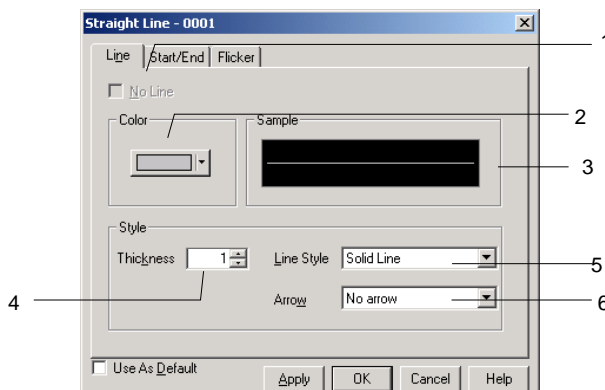 Straight Line - 0001
1
Line Start/End Flicker
No Line
Color Sample
2
3
Style
Thickness 1 Line Style Solid Line
5
4
Arrow No arrow
6
Use As Default
Apply OK Cancel Help